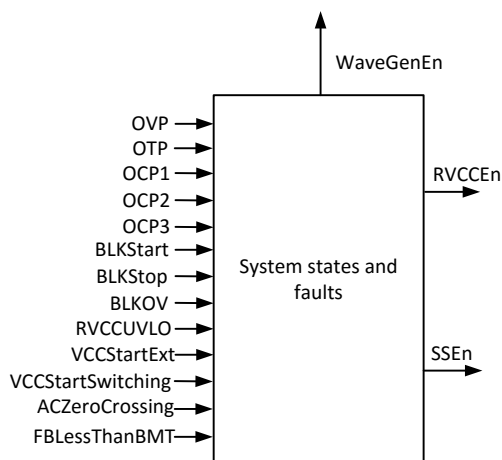 WaveGenEn
OVP
OTP
OCP1
OCP2
OCP3
BLKStart
BLKStop
BLKOV
RVCCUVLO
VCCStartExt
VCCStartSwitching
ACZeroCrossing
FBLessThanBMT
System states and
faults
RVCCEn
SSEn